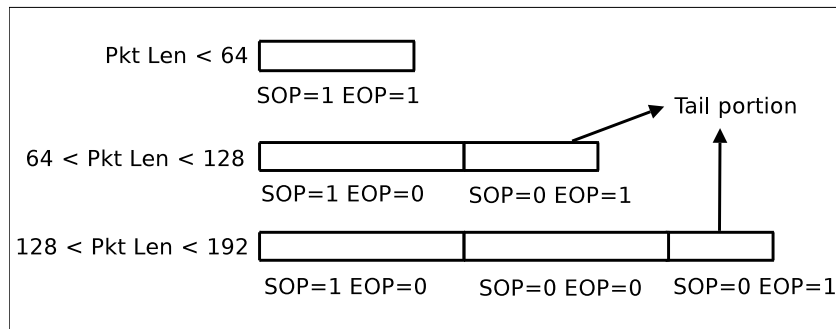 Pkt Len < 64
SOP=1 EOP=1
Tail portion
64 < Pkt Len < 128
SOP=1 EOP=0 SOP=0 EOP=1
128 < Pkt Len < 192
SOP=1 EOP=0 SOP=0 EOP=0 SOP=0 EOP=1